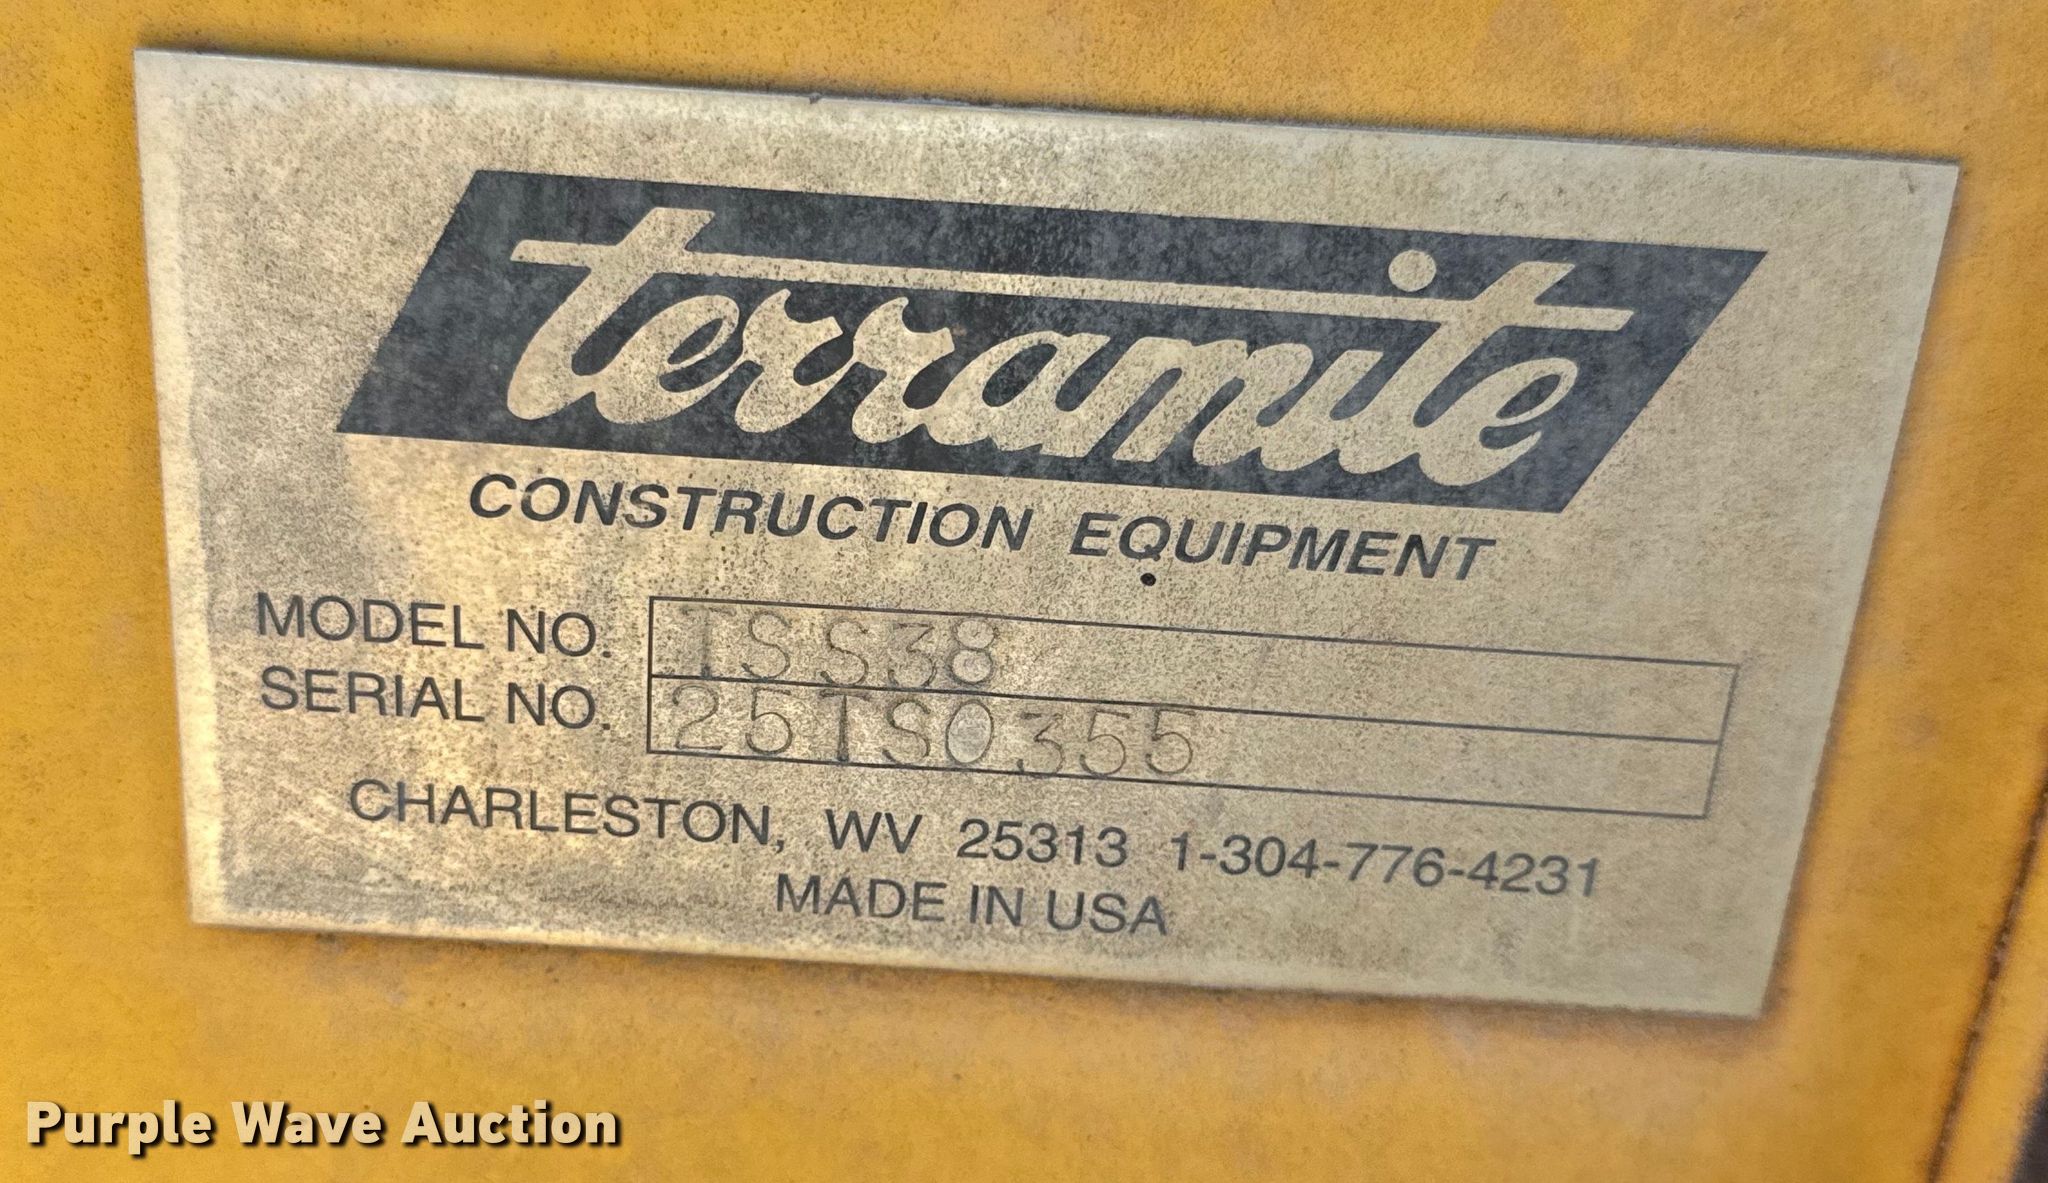 terramite
CONSTRUCTION EQUIPMENT
MODEL NO. TSS38
SERIAL NO. 25TS0355
CHARLESTON, WV 25313 1-304-776-4231
MADE IN USA
Purple Wave Auction